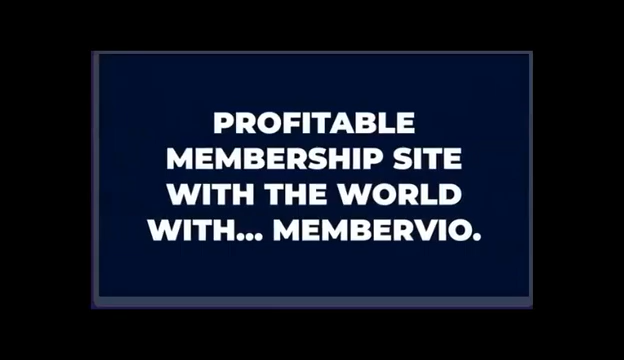 PROFITABLE
MEMBERSHIP SITE
WITH THE WORLD
WITH... MEMBERVIO.